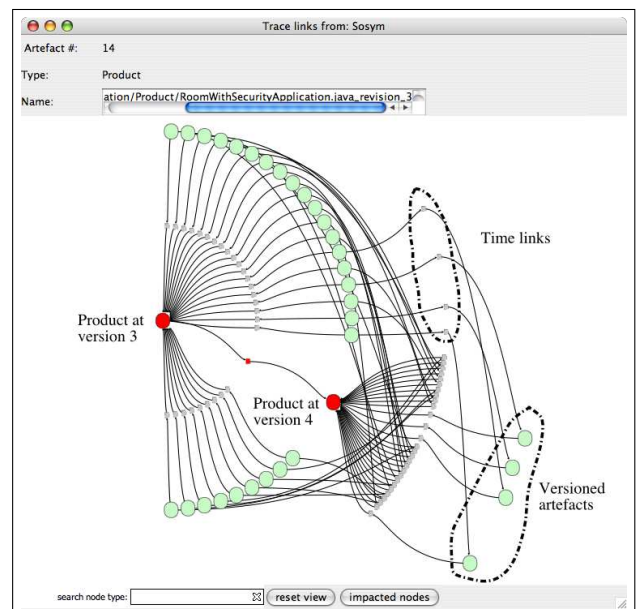 Trace links from: Sosym
Artefact #: 14
Type: Product
Name: ation/Product/RoomWithSecurityApplication.java_revision_3
Time links
Product at
version 3
Product at
version 4
Versioned
artefacts
search node type: reset view impacted nodes